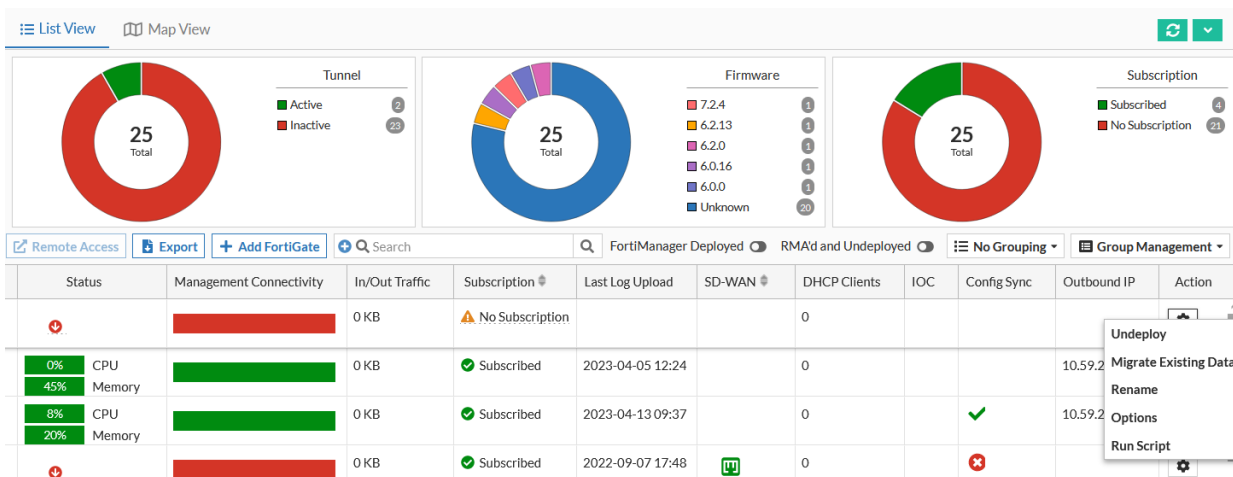 List View Map View
Tunnel
Active 2
Inactive 23
25
Total
Firmware
7.2.4 1
6.2.13 1
6.2.0 1
6.0.16 1
6.0.0 1
Unknown 20
25
Total
Subscription
Subscribed 4
No Subscription 21
25
Total
Remote Access Export Add FortiGate Search FortiManager Deployed RMA'd and Undeployed No Grouping Group Management
Status Management Connectivity In/Out Traffic Subscription Last Log Upload SD-WAN DHCP Clients IOC Config Sync Outbound IP Action
0 KB No Subscription 0
0% CPU 0 KB Subscribed 2023-04-05 12:24 0 10.59.2
45% Memory
8% CPU 0 KB Subscribed 2023-04-13 09:37 0 10.59.2
20% Memory
0 KB Subscribed 2022-09-07 17:48 0
Undeploy
Migrate Existing Data
Rename
Options
Run Script